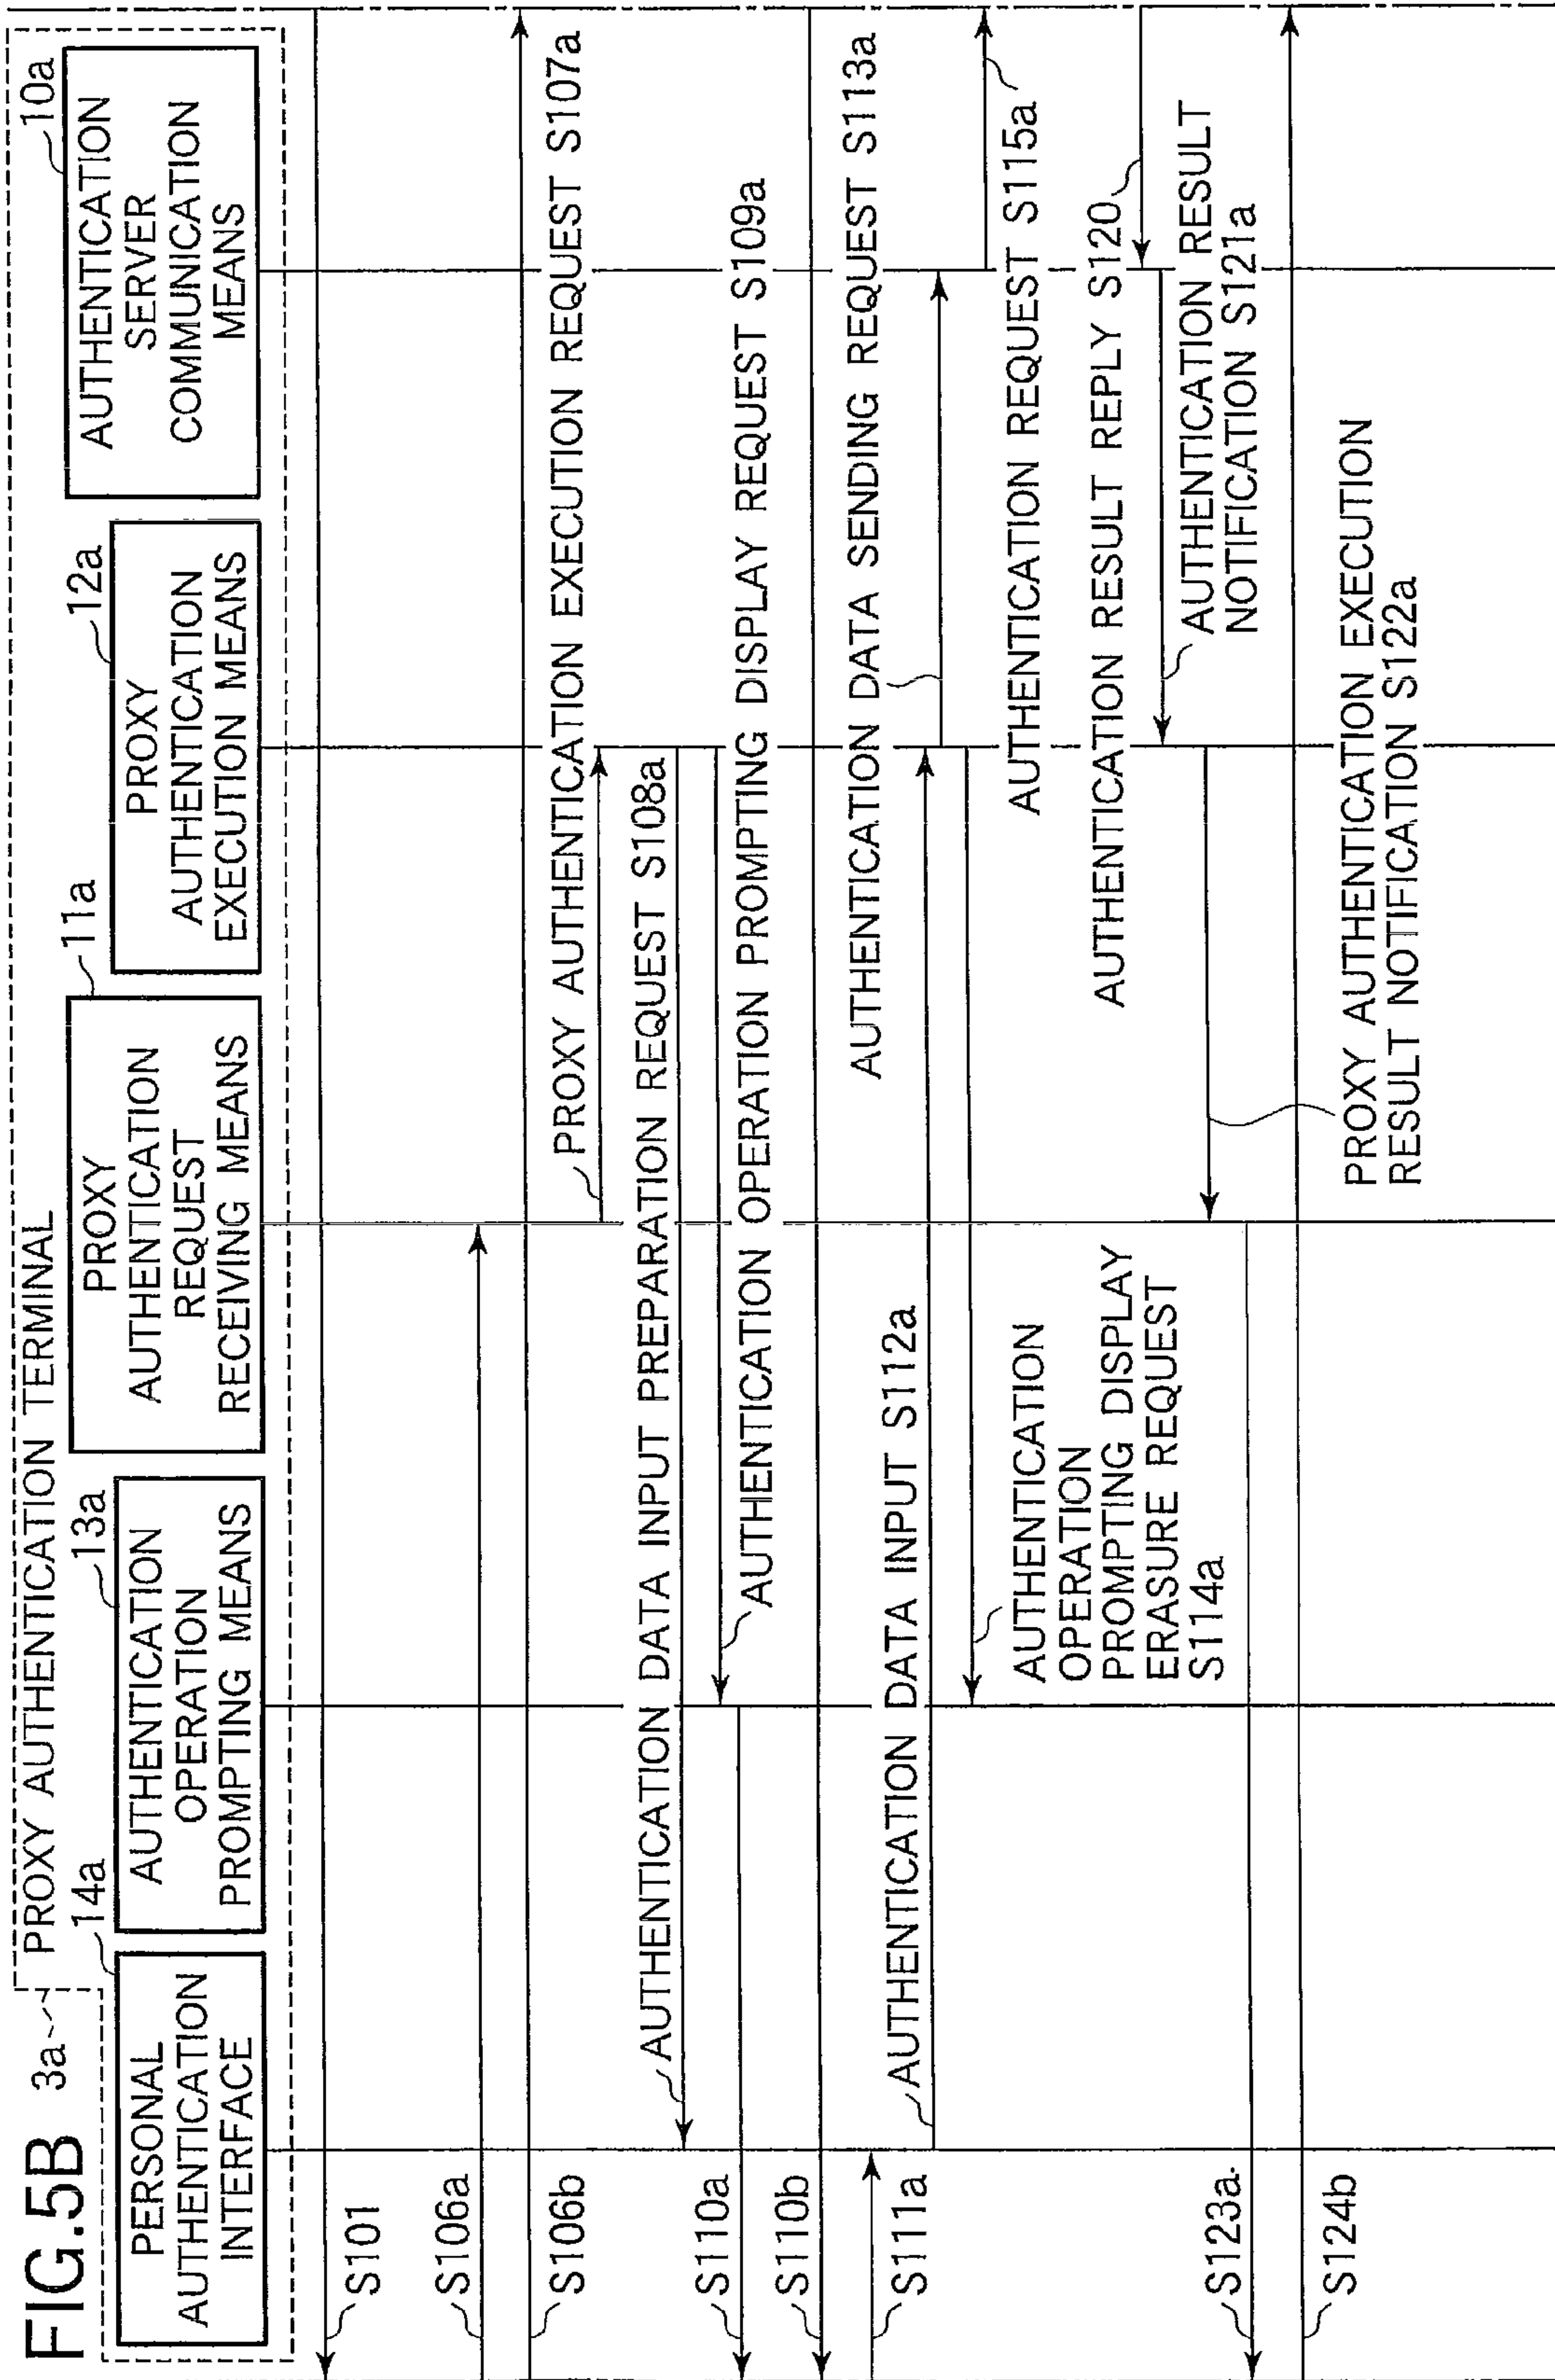 FIG.5B
3a
PROXY AUTHENTICATION TERMINAL
14a
PERSONAL
AUTHENTICATION
INTERFACE
13a
AUTHENTICATION
OPERATION
PROMPTING MEANS
11a
PROXY
AUTHENTICATION
REQUEST
RECEIVING MEANS
12a
PROXY
AUTHENTICATION
EXECUTION MEANS
10a
AUTHENTICATION
SERVER
COMMUNICATION
MEANS
S101
S106a
S106b
PROXY AUTHENTICATION EXECUTION REQUEST S107a
AUTHENTICATION DATA INPUT PREPARATION REQUEST S108a
AUTHENTICATION OPERATION PROMPTING DISPLAY REQUEST S109a
S110a
S110b
S111a
AUTHENTICATION DATA INPUT S112a
AUTHENTICATION DATA SENDING REQUEST S113a
AUTHENTICATION
OPERATION
PROMPTING DISPLAY
ERASURE REQUEST
S114a
AUTHENTICATION REQUEST S115a
AUTHENTICATION RESULT REPLY S120
AUTHENTICATION RESULT
NOTIFICATION S121a
PROXY AUTHENTICATION EXECUTION
RESULT NOTIFICATION S122a
S123a
S124b